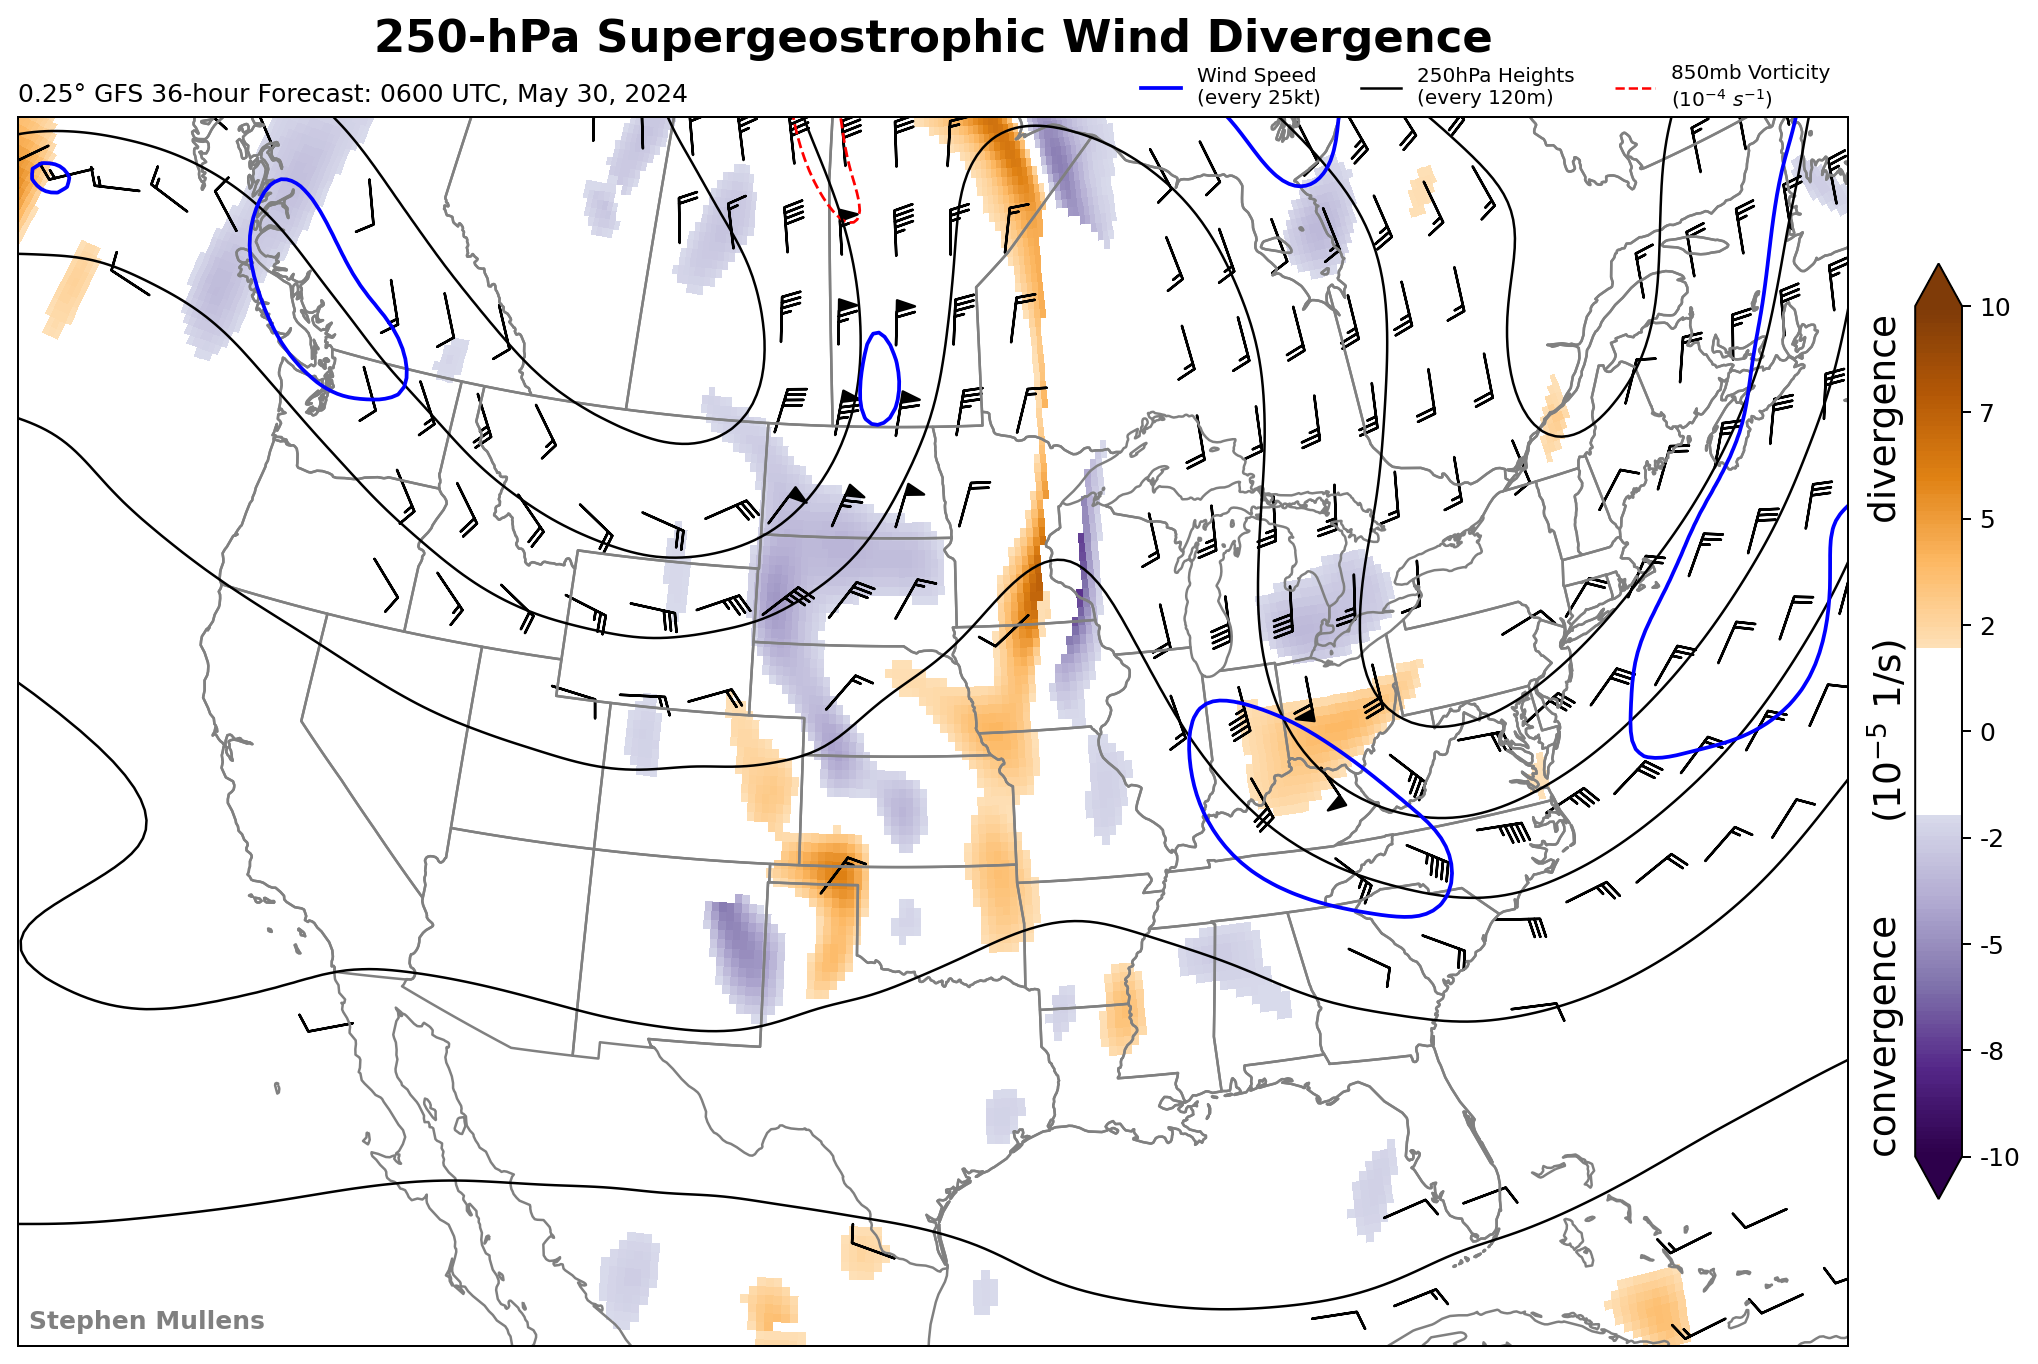 250-hPa Supergeostrophic Wind Divergence
0.25° GFS 36-hour Forecast: 0600 UTC, May 30, 2024
Wind Speed
(every 25kt)
250hPa Heights
(every 120m)
850mb Vorticity
(10⁻⁴ s⁻¹)
10
7
5
2
0
-2
-5
-8
-10
convergence (10⁻⁵ 1/s) divergence
Stephen Mullens